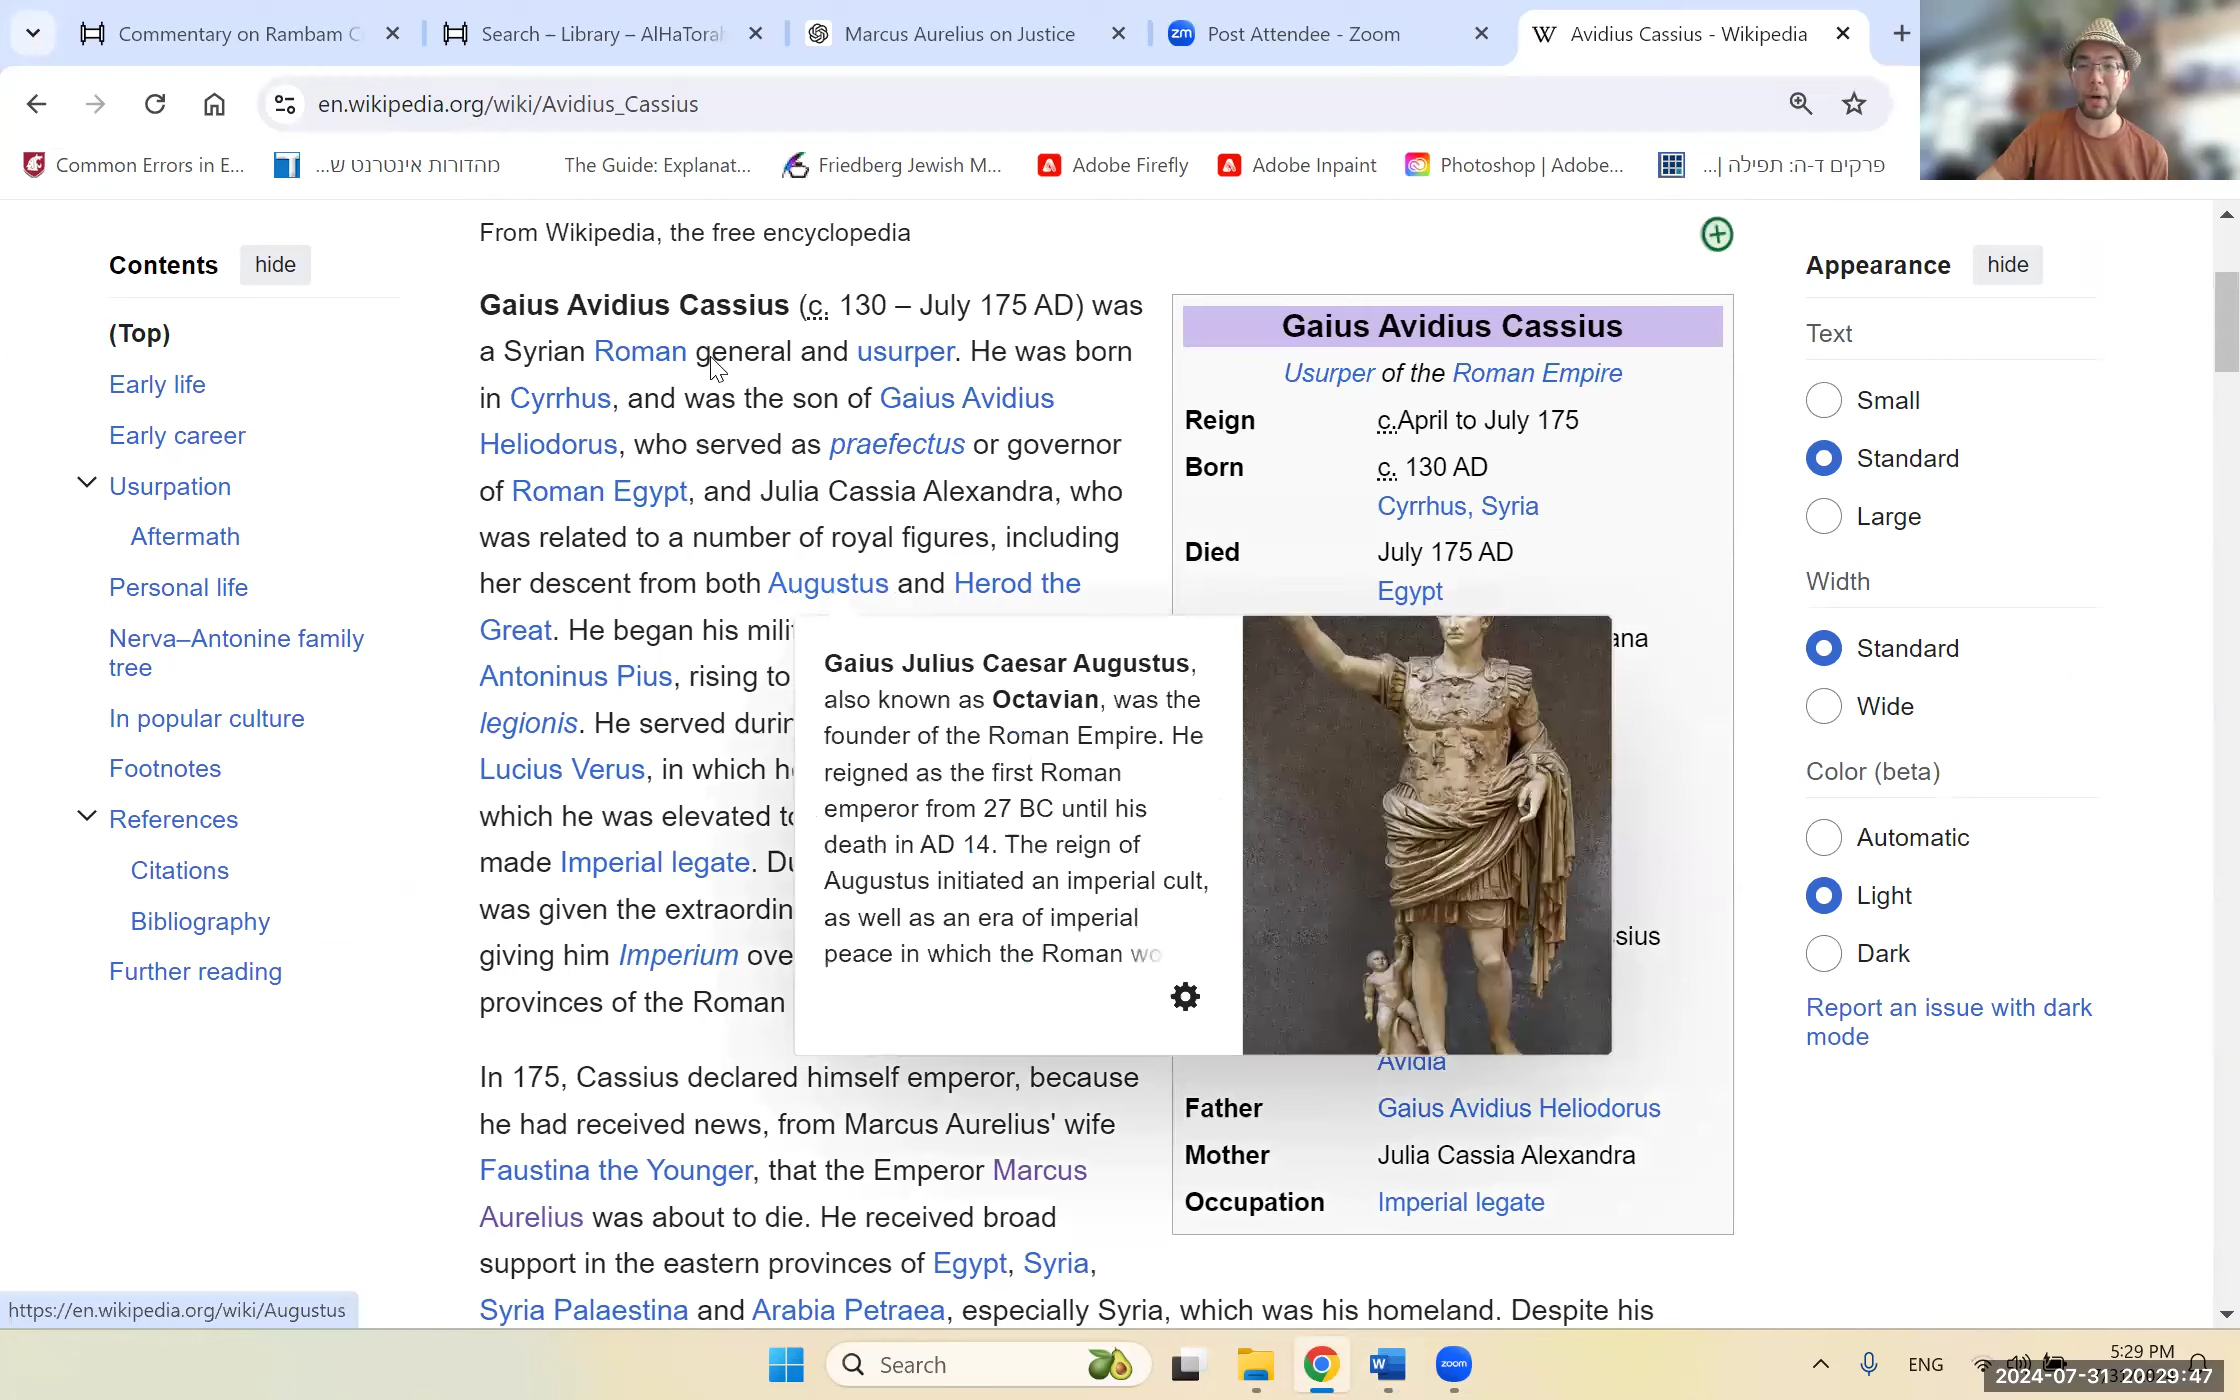 Commentary on Rambam C
Search – Library – AlHaTorah
Marcus Aurelius on Justice
zm
Post Attendee - Zoom
W
Avidius Cassius - Wikipedia
en.wikipedia.org/wiki/Avidius_Cassius
Common Errors in E...
מהדורות אינטרנט ש...
The Guide: Explanat...
Friedberg Jewish M...
Adobe Firefly
Adobe Inpaint
Photoshop | Adobe...
פרקים ד-ה: תפילה |...
From Wikipedia, the free encyclopedia
Contents
hide
(Top)
Early life
Early career
Usurpation
Aftermath
Personal life
Nerva–Antonine family
tree
In popular culture
Footnotes
References
Citations
Bibliography
Further reading
Gaius Avidius Cassius (c. 130 – July 175 AD) was
a Syrian Roman general and usurper. He was born
in Cyrrhus, and was the son of Gaius Avidius
Heliodorus, who served as praefectus or governor
of Roman Egypt, and Julia Cassia Alexandra, who
was related to a number of royal figures, including
her descent from both Augustus and Herod the
Great. He began his mili
Antoninus Pius, rising to
legionis. He served durin
Lucius Verus, in which h
which he was elevated to
made Imperial legate. Du
was given the extraordin
giving him Imperium ove
provinces of the Roman
In 175, Cassius declared himself emperor, because
he had received news, from Marcus Aurelius' wife
Faustina the Younger, that the Emperor Marcus
Aurelius was about to die. He received broad
support in the eastern provinces of Egypt, Syria,
Syria Palaestina and Arabia Petraea, especially Syria, which was his homeland. Despite his
Gaius Julius Caesar Augustus,
also known as Octavian, was the
founder of the Roman Empire. He
reigned as the first Roman
emperor from 27 BC until his
death in AD 14. The reign of
Augustus initiated an imperial cult,
as well as an era of imperial
peace in which the Roman wo
Gaius Avidius Cassius
Usurper of the Roman Empire
Reign c.April to July 175
Born c. 130 AD
Cyrrhus, Syria
Died July 175 AD
Egypt
ana
sius
Avidia
Father Gaius Avidius Heliodorus
Mother Julia Cassia Alexandra
Occupation Imperial legate
Appearance
hide
Text
Small
Standard
Large
Width
Standard
Wide
Color (beta)
Automatic
Light
Dark
Report an issue with dark
mode
https://en.wikipedia.org/wiki/Augustus
Search
W
zoom
ENG
5:29 PM
2024-07-31 20:29:47